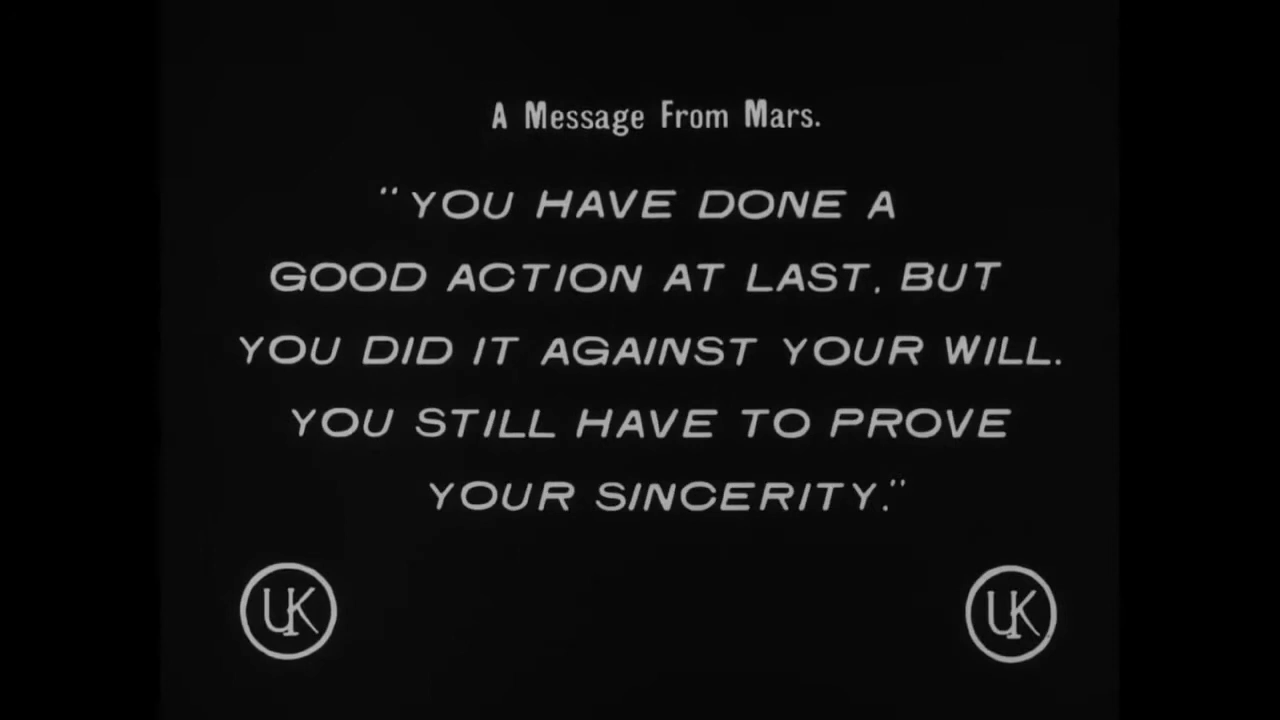 A Message From Mars.
"YOU HAVE DONE A
GOOD ACTION AT LAST, BUT
YOU DID IT AGAINST YOUR WILL.
YOU STILL HAVE TO PROVE
YOUR SINCERITY."
UK UK